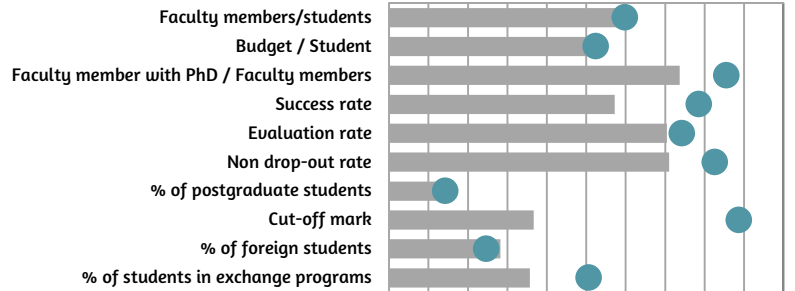 Faculty members/students
Budget / Student
Faculty member with PhD / Faculty members
Success rate
Evaluation rate
Non drop-out rate
% of postgraduate students
Cut-off mark
% of foreign students
% of students in exchange programs